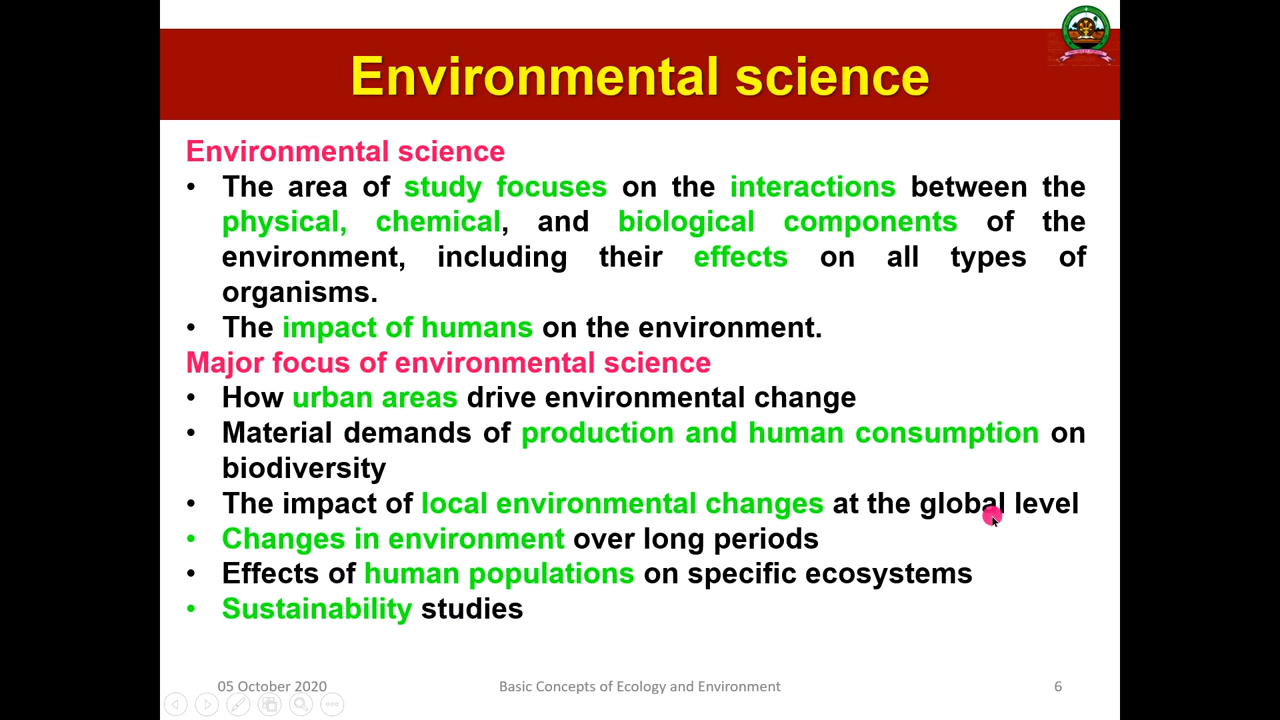 Environmental science
Environmental science
• The area of study focuses on the interactions between the
physical, chemical, and biological components of the
environment, including their effects on all types of
organisms.
• The impact of humans on the environment.
Major focus of environmental science
• How urban areas drive environmental change
• Material demands of production and human consumption on
biodiversity
• The impact of local environmental changes at the global level
• Changes in environment over long periods
• Effects of human populations on specific ecosystems
• Sustainability studies
05 October 2020
Basic Concepts of Ecology and Environment
6